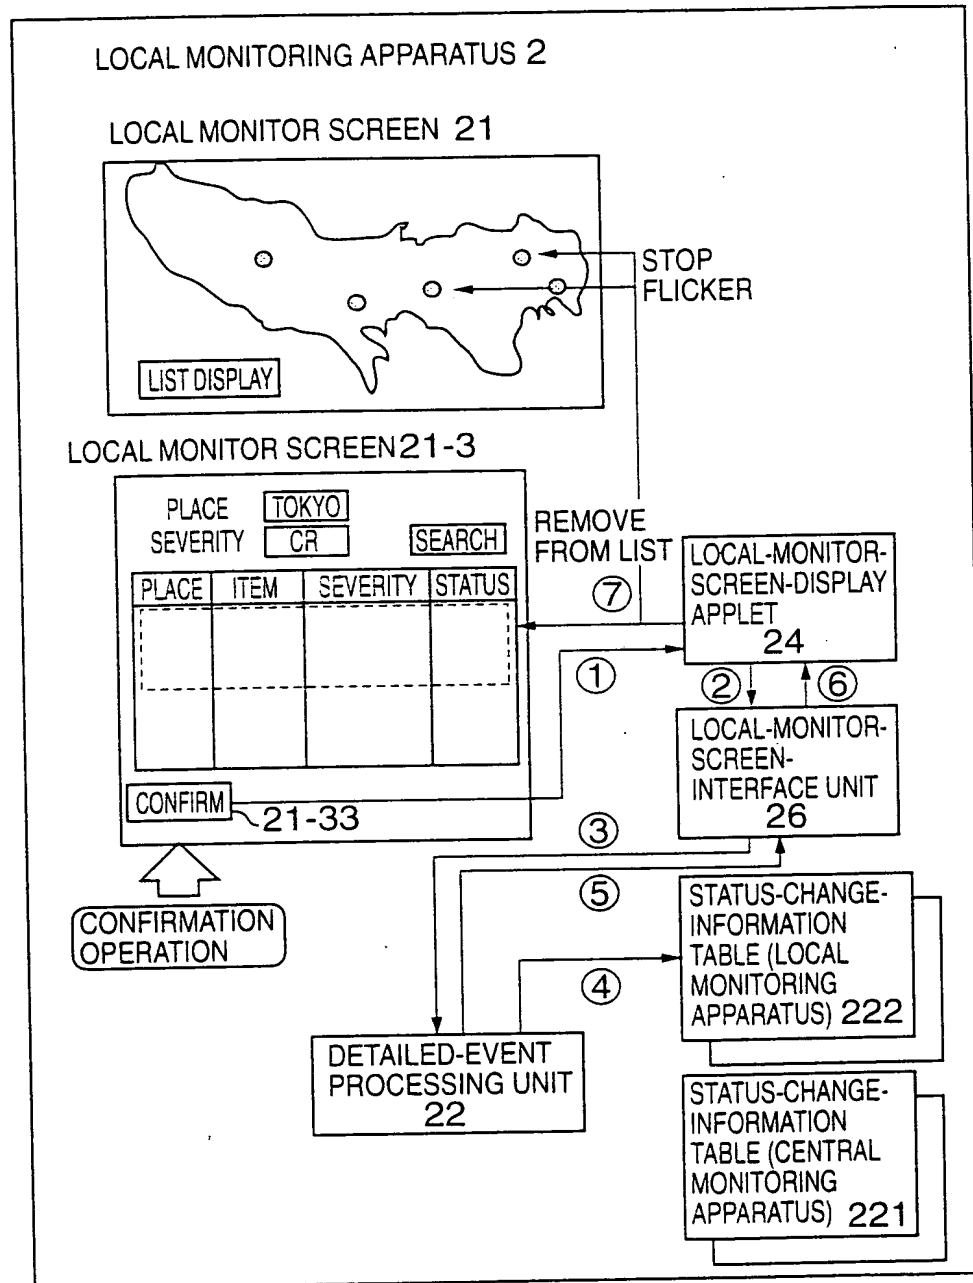 LOCAL MONITORING APPARATUS 2
LOCAL MONITOR SCREEN 21
STOP
FLICKER
LIST DISPLAY
LOCAL MONITOR SCREEN 21-3
PLACE TOKYO
SEVERITY CR SEARCH
PLACE ITEM SEVERITY STATUS
CONFIRM
21-33
CONFIRMATION
OPERATION
REMOVE
FROM LIST
⑦
①
LOCAL-MONITOR-
SCREEN-DISPLAY
APPLET
24
② ⑥
LOCAL-MONITOR-
SCREEN-
INTERFACE UNIT
26
③
⑤
④
DETAILED-EVENT
PROCESSING UNIT
22
STATUS-CHANGE-
INFORMATION
TABLE (LOCAL
MONITORING
APPARATUS) 222
STATUS-CHANGE-
INFORMATION
TABLE (CENTRAL
MONITORING
APPARATUS) 221